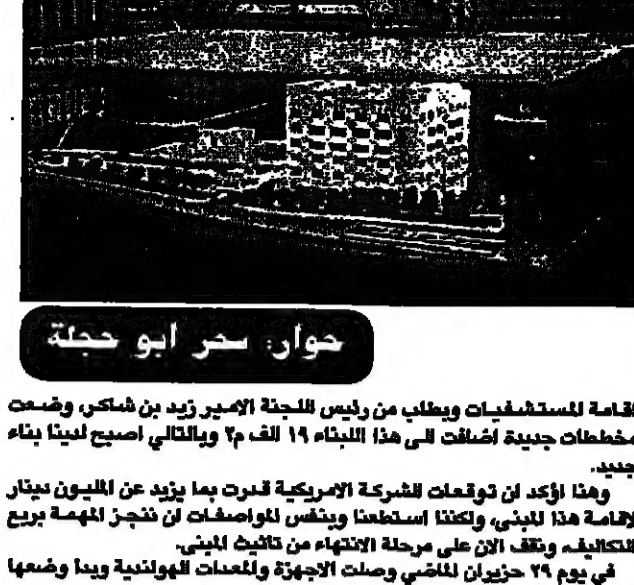 حوار: سحر ابو حجلة
اقامة المستشفيات وبطلب من رئيس اللجنة الامير زيد بن شاكر، وضعت
مخططات جديدة اضافت الى هذا البناء ١٩ الف م٢ وبالتالي اصبح لدينا بناء
جديد.
وهنا اؤكد ان توقعات الشركة الامريكية قدرت بما يزيد عن المليون دينار
لاقامة هذا المبنى، ولكننا استطعنا وبنفس المواصفات ان ننجز المهمة بربع
التكاليف، ونقف الان على مرحلة الانتهاء من تاثيث المبنى.
في يوم ٢٩ حزيران الماضي وصلت الاجهزة والمعدات الهولندية وبدأ وضعها